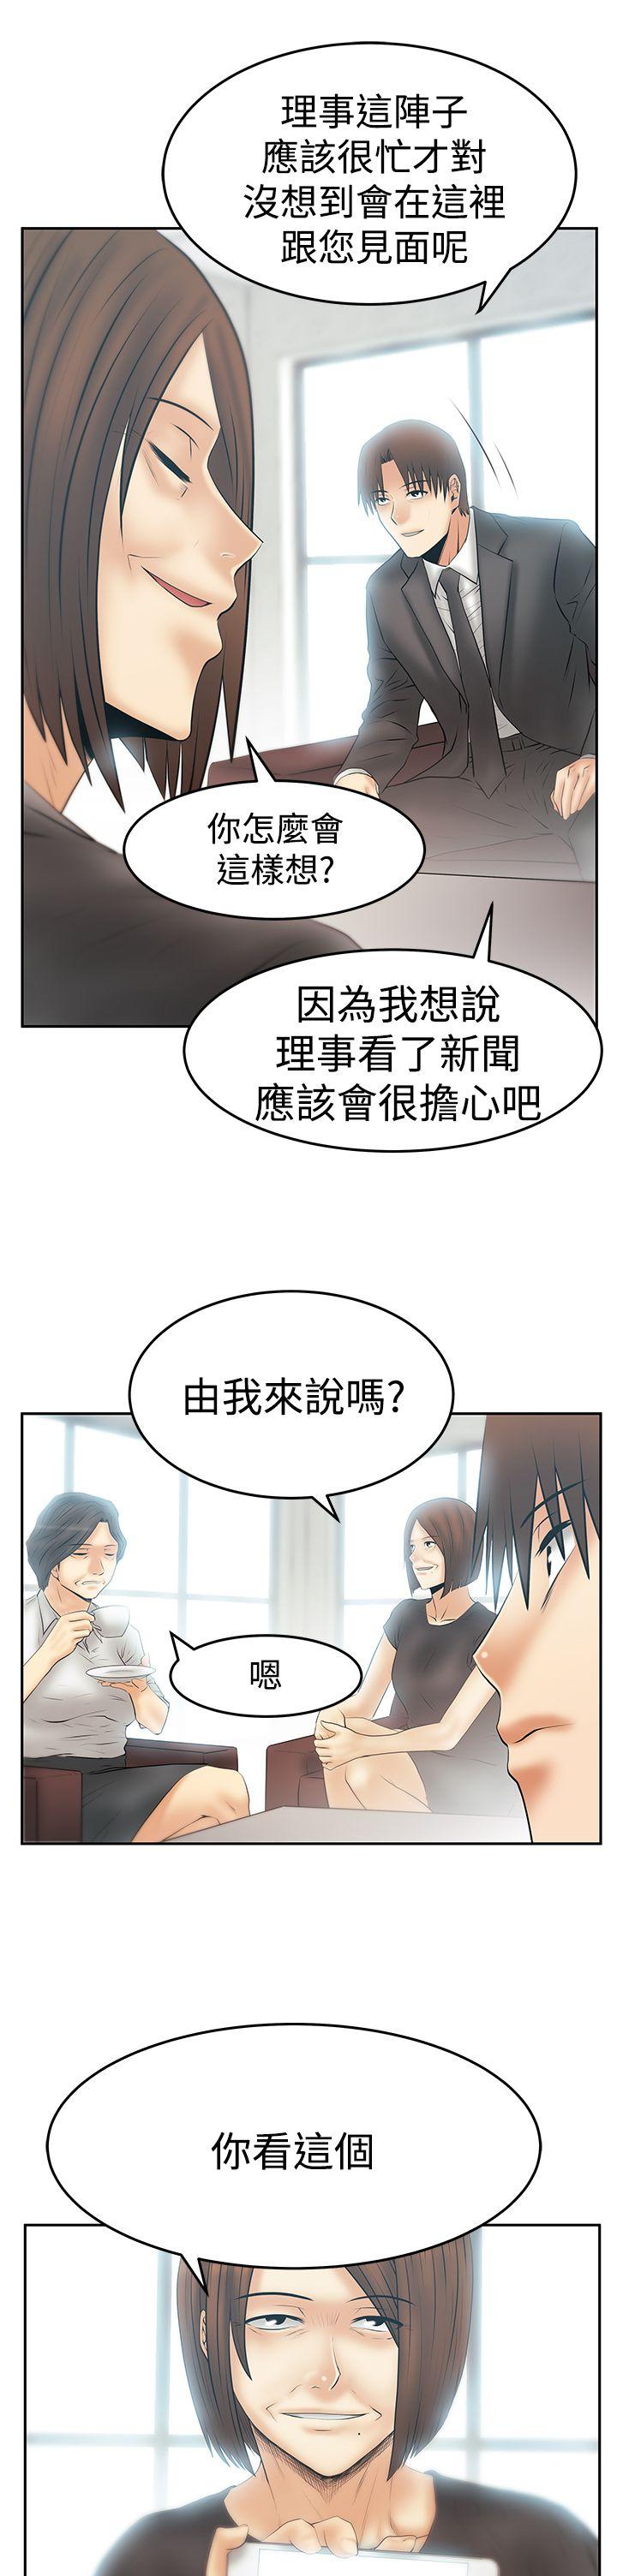 理事這陣子
應該很忙才對
沒想到會在這裡
跟您見面呢
你怎麼會
這樣想?
因為我想說
理事看了新聞
應該會很擔心吧
由我來說嗎?
嗯
你看這個